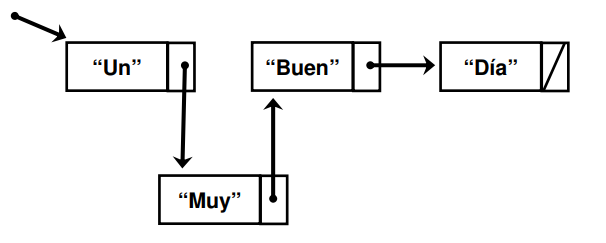 “Un”
“Muy”
“Buen”
“Día”